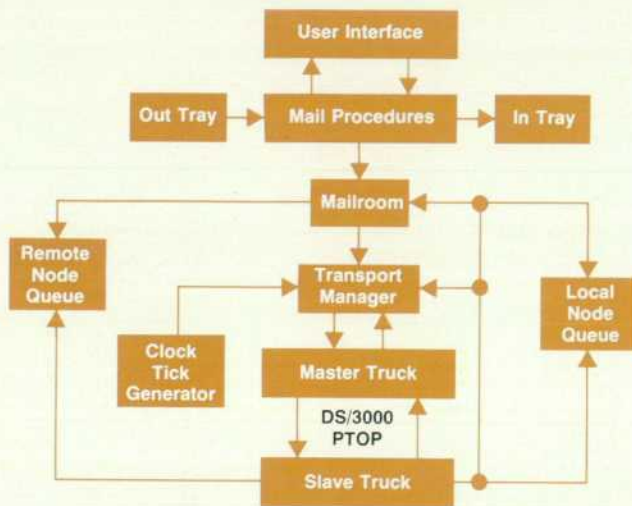 User Interface
Out Tray
Mail Procedures
In Tray
Mailroom
Remote
Node
Queue
Transport
Manager
Local
Node
Queue
Clock
Tick
Generator
Master Truck
DS/3000
PTOP
Slave Truck